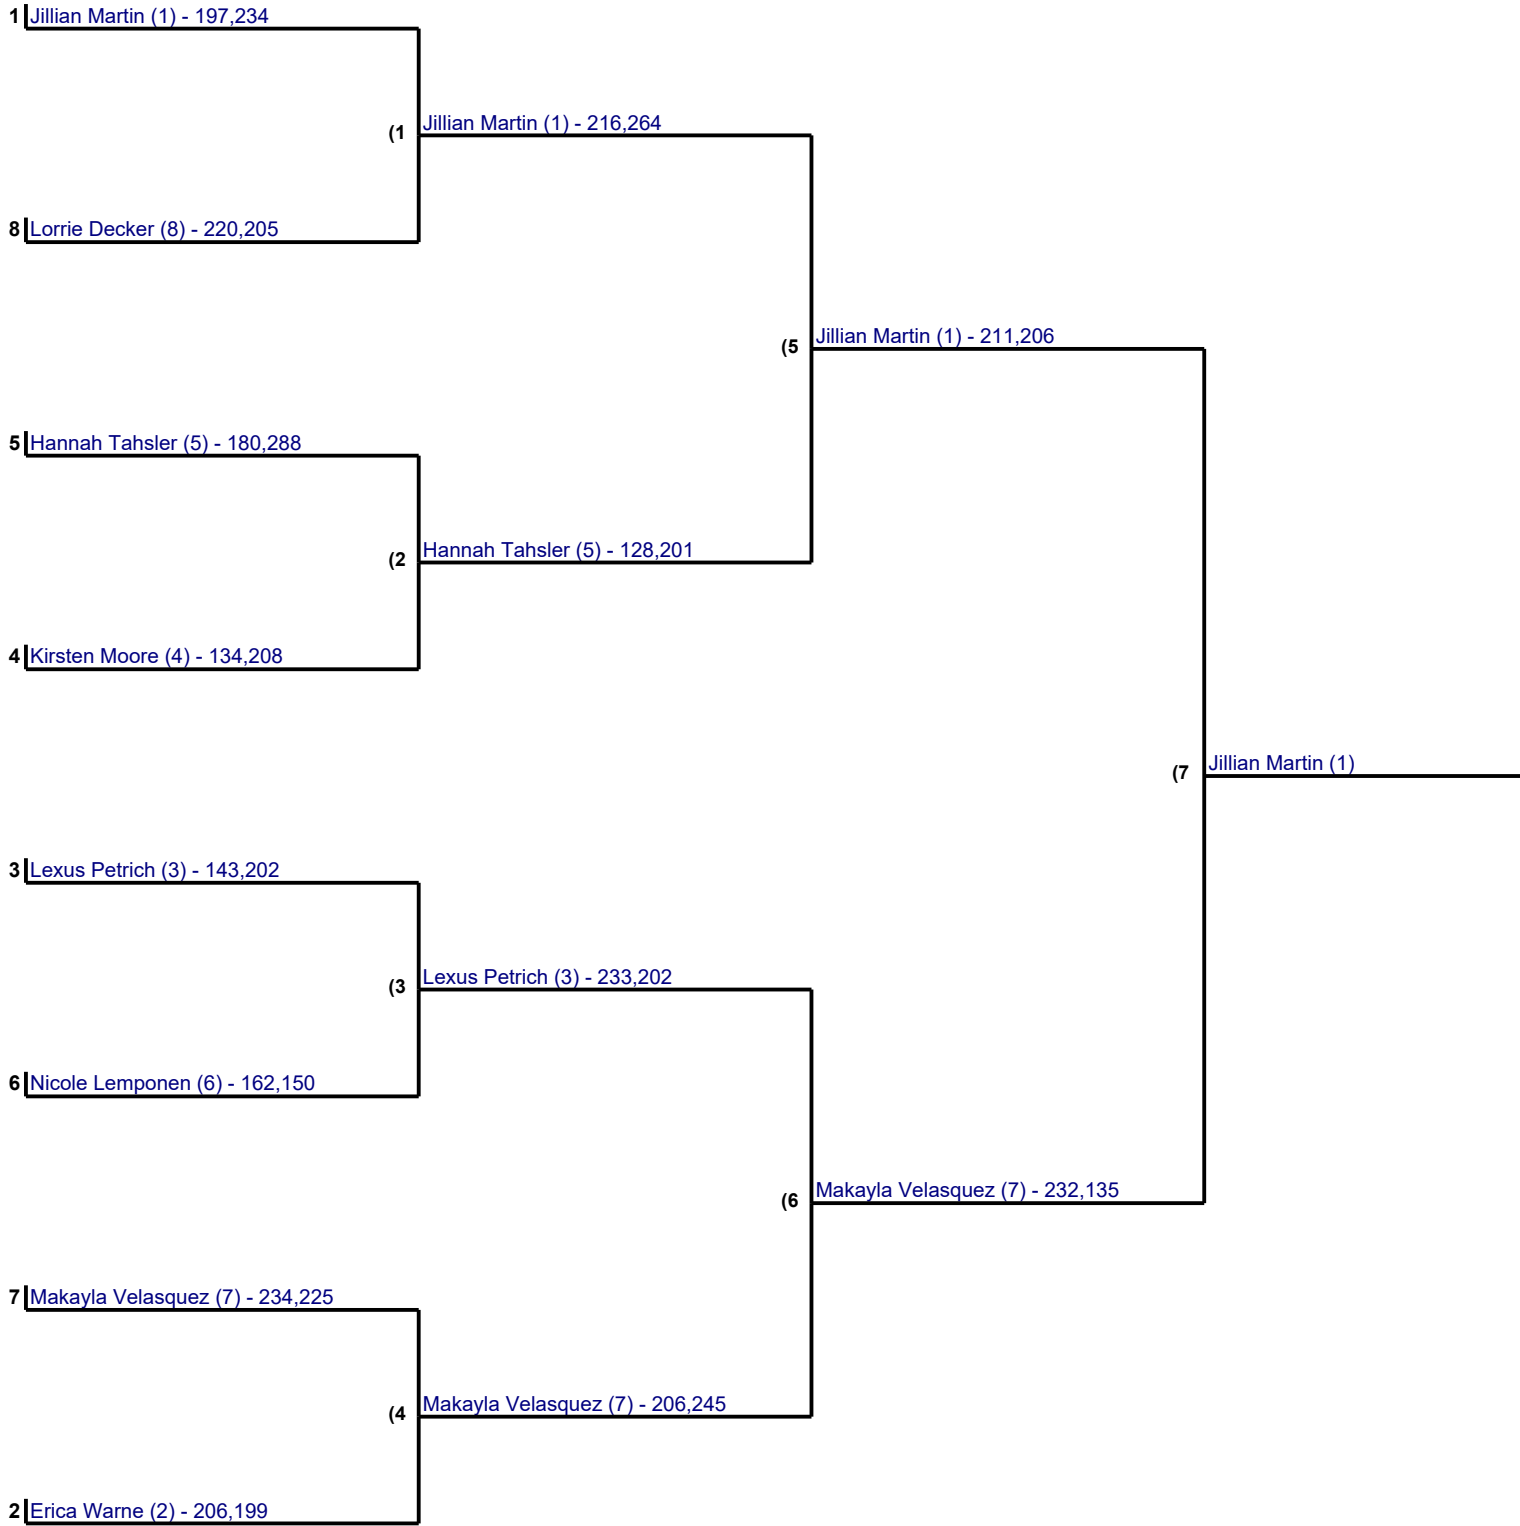 1 Jillian Martin (1) - 197,234
(1 Jillian Martin (1) - 216,264
8 Lorrie Decker (8) - 220,205
(5 Jillian Martin (1) - 211,206
5 Hannah Tahsler (5) - 180,288
(2 Hannah Tahsler (5) - 128,201
4 Kirsten Moore (4) - 134,208
(7 Jillian Martin (1)
3 Lexus Petrich (3) - 143,202
(3 Lexus Petrich (3) - 233,202
6 Nicole Lemponen (6) - 162,150
(6 Makayla Velasquez (7) - 232,135
7 Makayla Velasquez (7) - 234,225
(4 Makayla Velasquez (7) - 206,245
2 Erica Warne (2) - 206,199